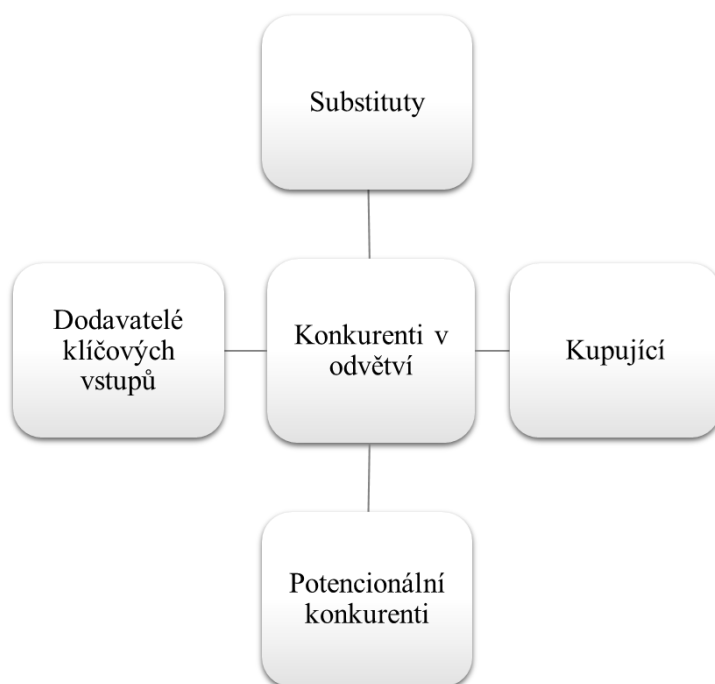 Substituty
Dodavatelé
klíčových
vstupů
Konkurenti v
odvětví
Kupující
Potencionální
konkurenti